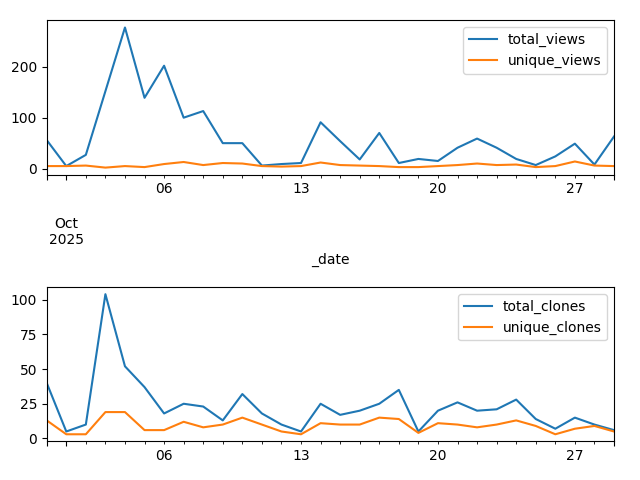 200
100
0
total_views
unique_views
06
13
20
27
Oct
2025
_date
100
75
50
25
0
total_clones
unique_clones
06
13
20
27